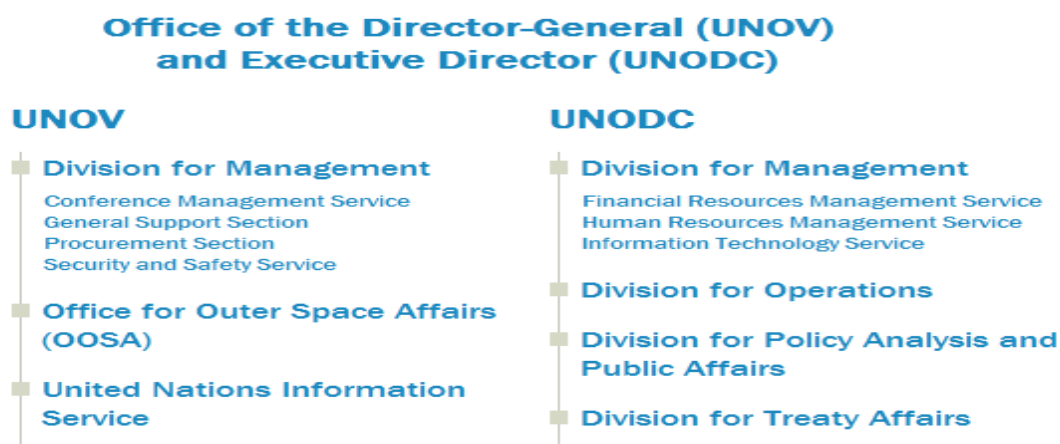 Office of the Director-General (UNOV)
and Executive Director (UNODC)
UNOV
Division for Management
Conference Management Service
General Support Section
Procurement Section
Security and Safety Service
Office for Outer Space Affairs
(OOSA)
United Nations Information
Service
UNODC
Division for Management
Financial Resources Management Service
Human Resources Management Service
Information Technology Service
Division for Operations
Division for Policy Analysis and
Public Affairs
Division for Treaty Affairs